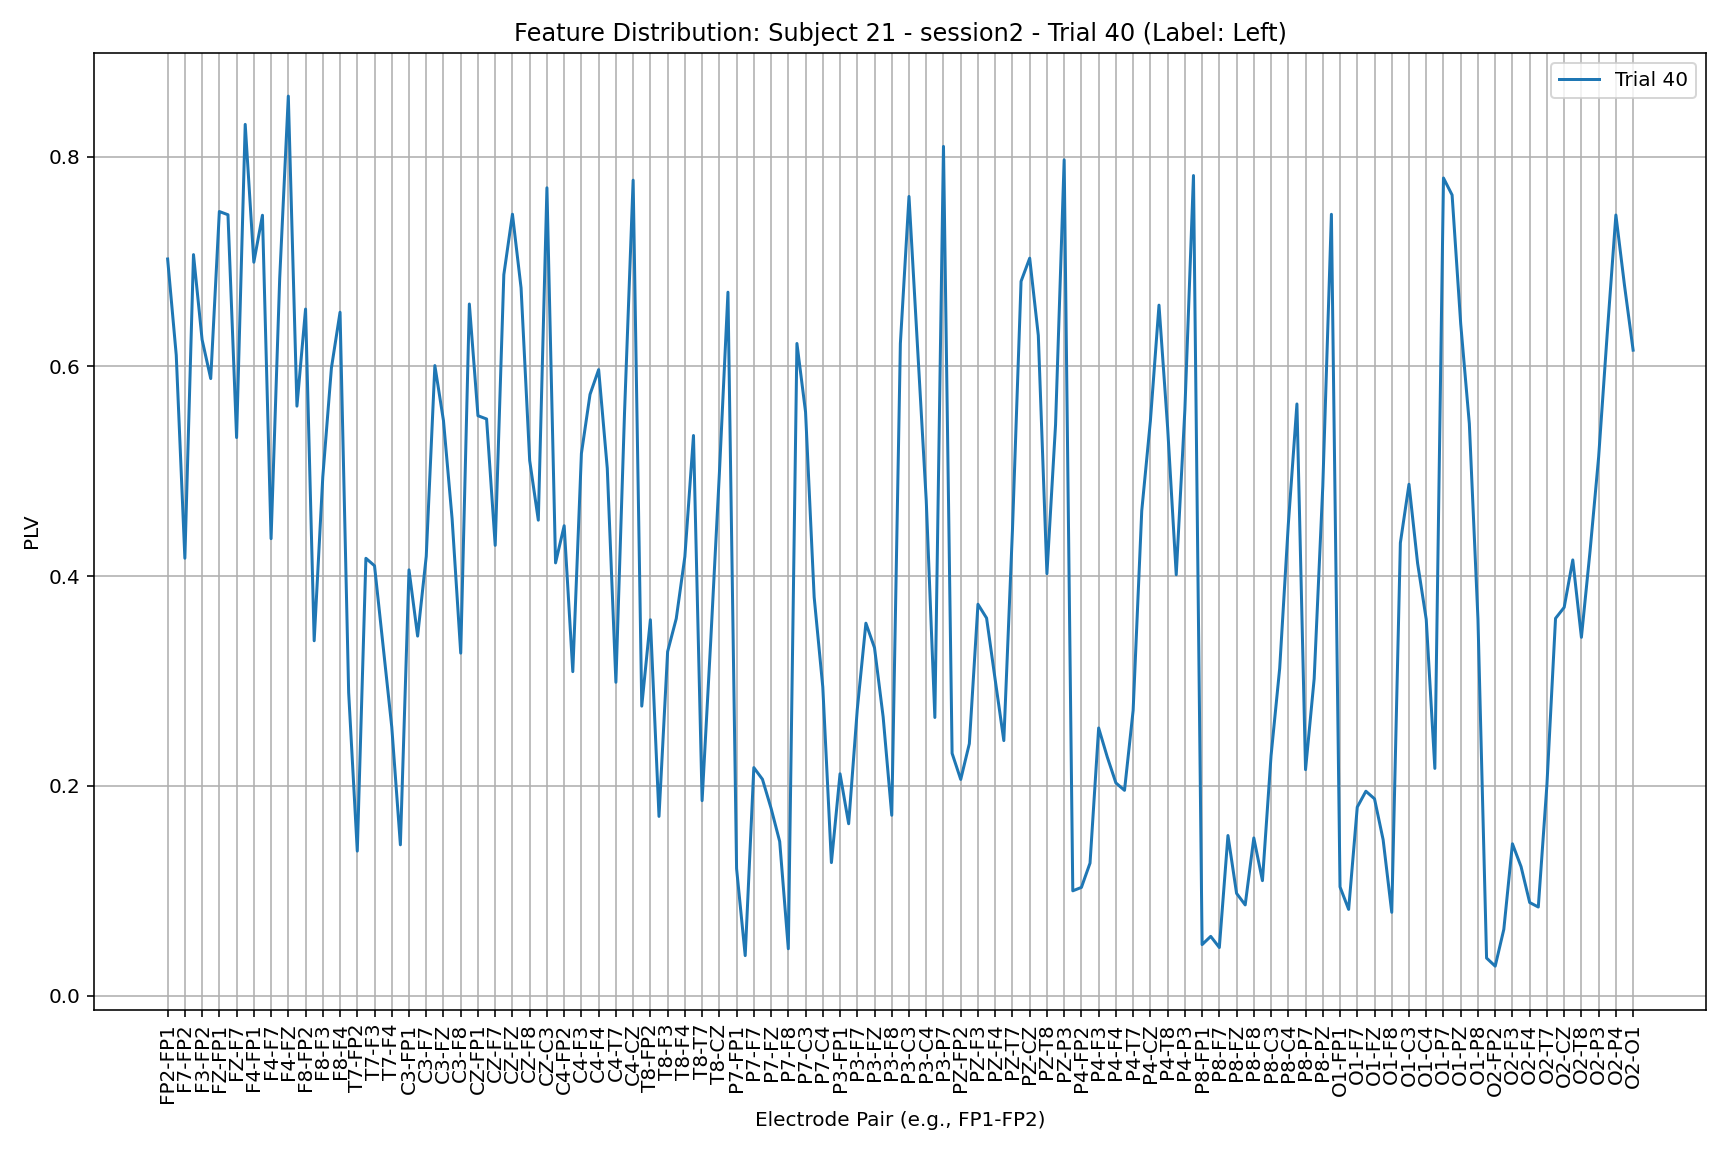 Feature Distribution: Subject 21 - session2 - Trial 40 (Label: Left)
Trial 40
PLV
0.8
0.6
0.4
0.2
0.0
FP2-FP1
F7-FP2
F3-FP2
FZ-FP1
FZ-F7
F4-FP1
F4-F7
F4-FZ
F8-FP2
F8-F3
F8-F4
T7-FP2
T7-F3
T7-F4
C3-FP1
C3-F7
C3-FZ
C3-F8
CZ-FP1
CZ-F7
CZ-FZ
CZ-F8
CZ-C3
C4-FP2
C4-F3
C4-F4
C4-T7
C4-CZ
T8-FP2
T8-F3
T8-F4
T8-T7
T8-CZ
P7-FP1
P7-F7
P7-FZ
P7-F8
P7-C3
P7-C4
P3-FP1
P3-F7
P3-FZ
P3-F8
P3-C3
P3-C4
P3-P7
PZ-FP2
PZ-F3
PZ-F4
PZ-T7
PZ-CZ
PZ-T8
PZ-P3
P4-FP2
P4-F3
P4-F4
P4-T7
P4-CZ
P4-T8
P4-P3
P8-FP1
P8-F7
P8-FZ
P8-F8
P8-C3
P8-C4
P8-P7
P8-PZ
O1-FP1
O1-F7
O1-FZ
O1-F8
O1-C3
O1-C4
O1-P7
O1-PZ
O1-P8
O2-FP2
O2-F3
O2-F4
O2-T7
O2-CZ
O2-T8
O2-P3
O2-P4
O2-O1
Electrode Pair (e.g., FP1-FP2)